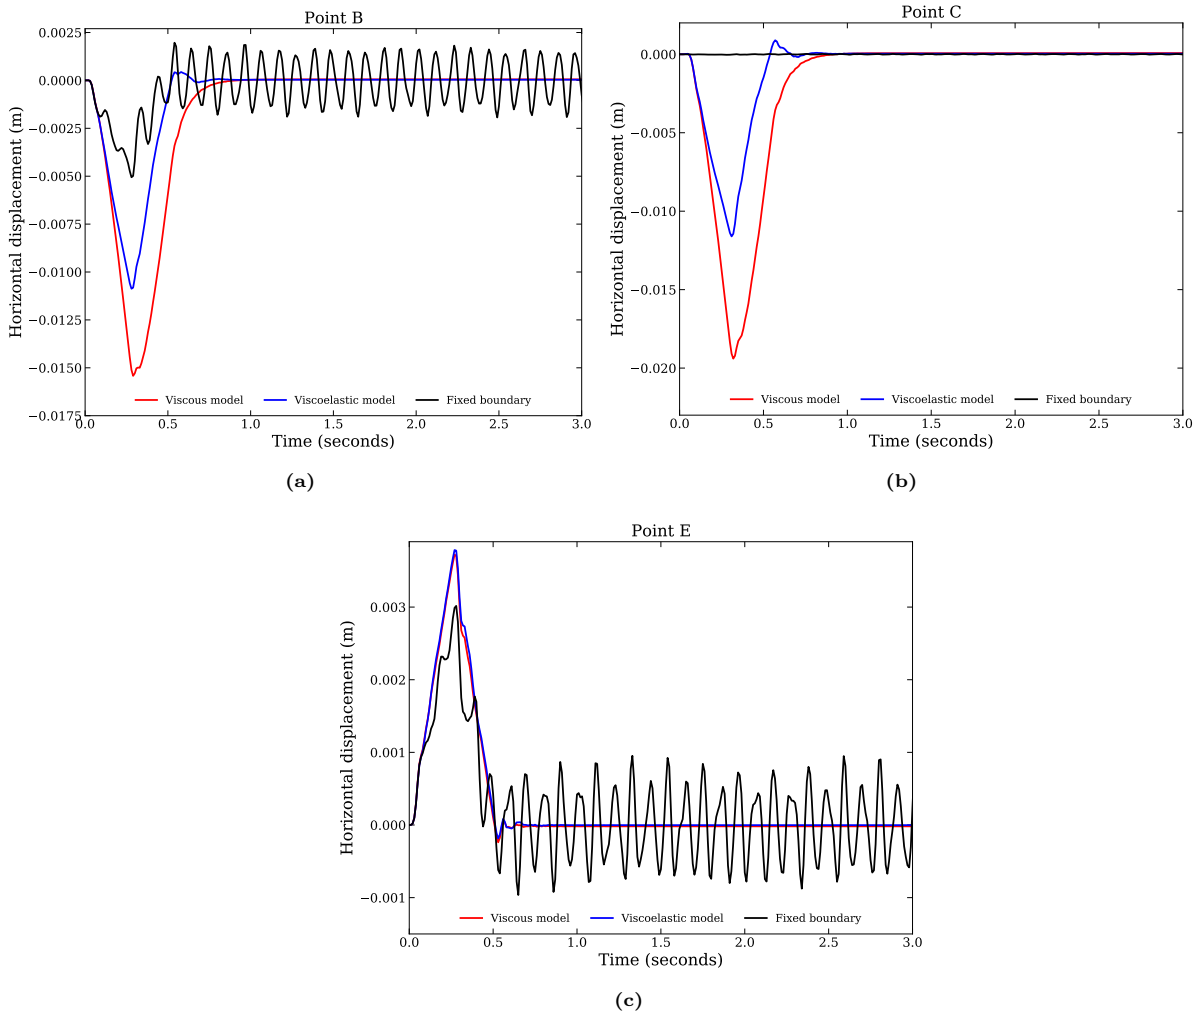 Point B
0.0025
0.0000
−0.0025
−0.0050
−0.0075
−0.0100
−0.0125
−0.0150
−0.0175
Horizontal displacement (m)
Viscous model Viscoelastic model Fixed boundary
0.0 0.5 1.0 1.5 2.0 2.5 3.0
Time (seconds)
(a)
Point C
0.000
−0.005
−0.010
−0.015
−0.020
Horizontal displacement (m)
Viscous model Viscoelastic model Fixed boundary
0.0 0.5 1.0 1.5 2.0 2.5 3.0
Time (seconds)
(b)
Point E
0.003
0.002
0.001
0.000
−0.001
Horizontal displacement (m)
Viscous model Viscoelastic model Fixed boundary
0.0 0.5 1.0 1.5 2.0 2.5 3.0
Time (seconds)
(c)